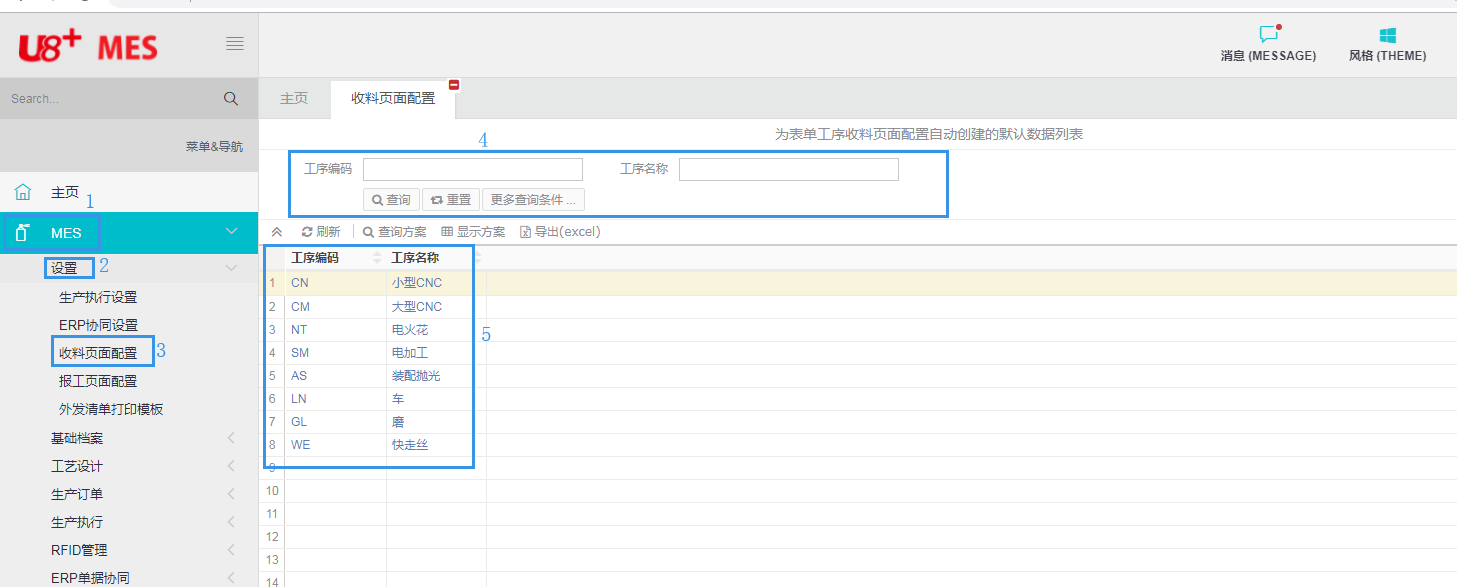 U8+ MES
消息 (MESSAGE)
风格 (THEME)
Search...
主页
收料页面配置
菜单&导航
为表单工序收料页面配置自动创建的默认数据列表
4
工序编码
工序名称
查询
重置
更多查询条件 ...
主页
1
MES
刷新
查询方案
显示方案
导出(excel)
设置
2
生产执行设置
ERP协同设置
收料页面配置
3
报工页面配置
外发清单打印模板
基础档案
工艺设计
生产订单
生产执行
RFID管理
ERP单据协同
工序编码 工序名称
1 CN 小型CNC
2 CM 大型CNC
3 NT 电火花
5
4 SM 电加工
5 AS 装配抛光
6 LN 车
7 GL 磨
8 WE 快走丝
9
10
11
12
13
14